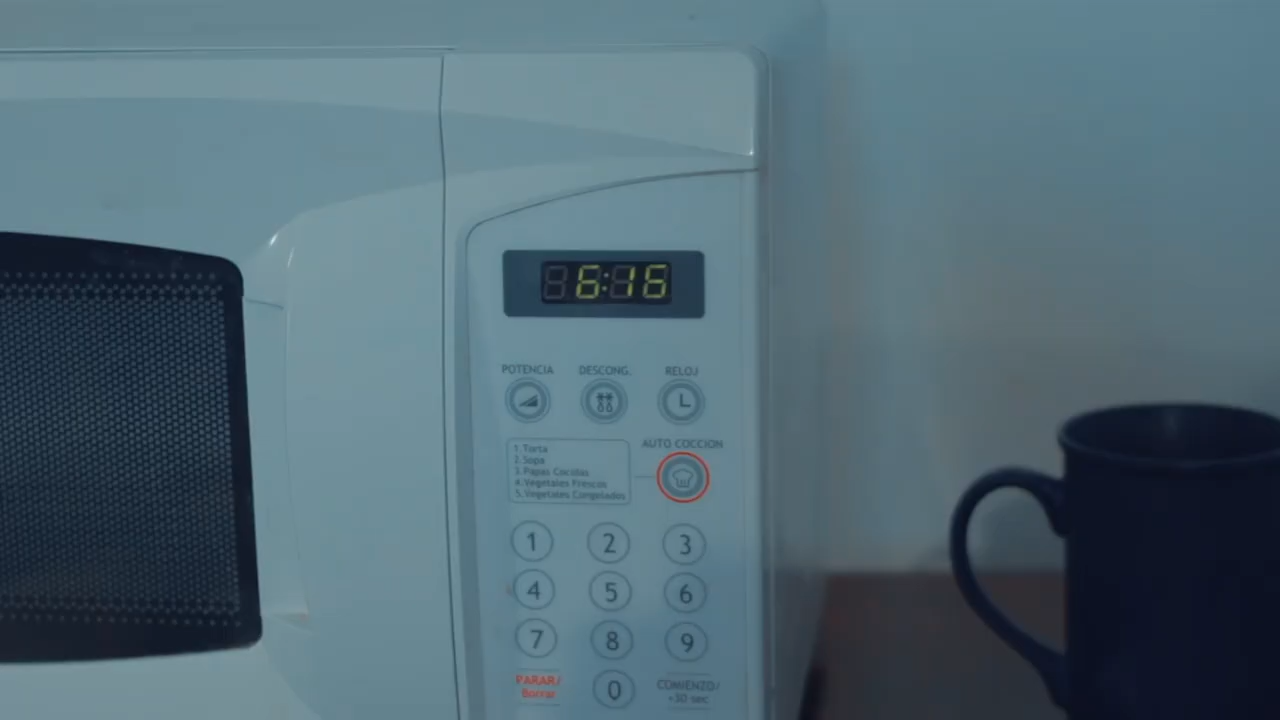 6:16
POTENCIA DESCONG. RELOJ
AUTO COCCION
1. Torta
2. Sopa
3. Papas Cocidas
4. Vegetales Frescos
5. Vegetales Congelados
1 2 3
4 5 6
7 8 9
PARAR/
Borrar
0
COMIENZO/
+30 sec